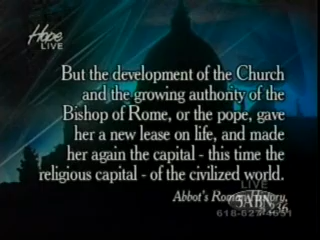 Hope
LIVE
But the development of the Church
and the growing authority of the
Bishop of Rome, or the pope, gave
her a new lease on life, and made
her again the capital - this time the
religious capital - of the civilized world.
Abbot's Roman History,
LIVE
3ABN
236